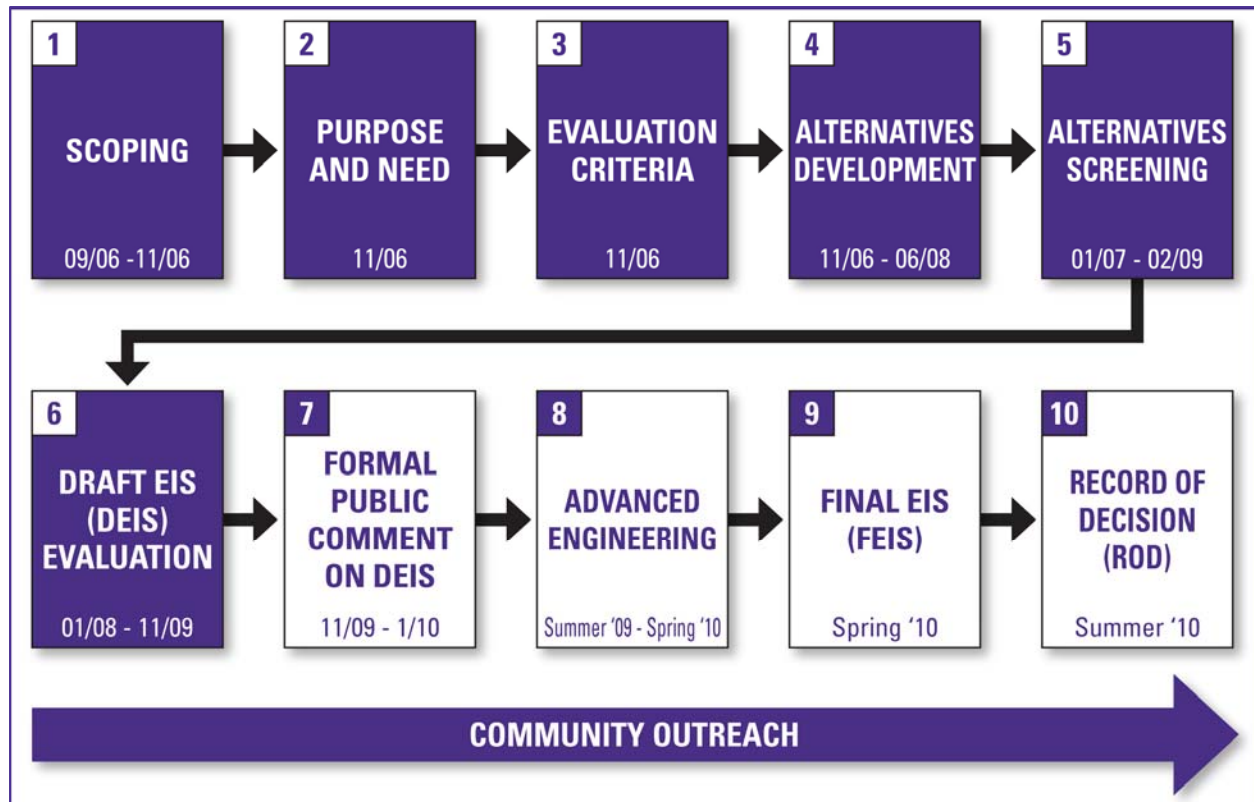 1
SCOPING
09/06 -11/06
2
PURPOSE
AND NEED
11/06
3
EVALUATION
CRITERIA
11/06
4
ALTERNATIVES
DEVELOPMENT
11/06 - 06/08
5
ALTERNATIVES
SCREENING
01/07 - 02/09
6
DRAFT EIS
(DEIS)
EVALUATION
01/08 - 11/09
7
FORMAL
PUBLIC
COMMENT
ON DEIS
11/09 - 1/10
8
ADVANCED
ENGINEERING
Summer ‘09 - Spring ‘10
9
FINAL EIS
(FEIS)
Spring ‘10
10
RECORD OF
DECISION
(ROD)
Summer ‘10
COMMUNITY OUTREACH